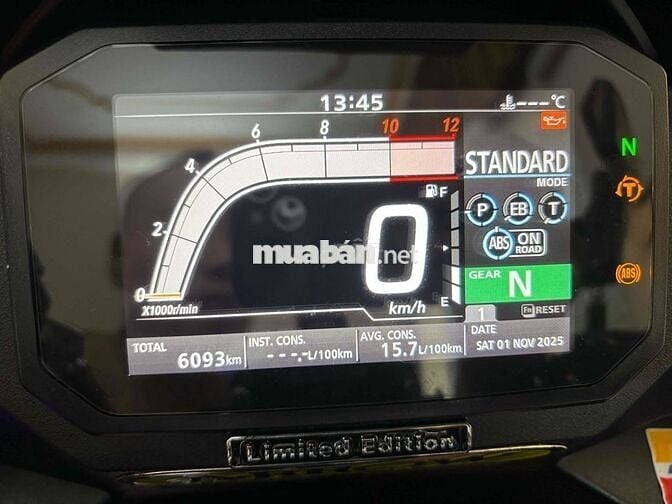 13:45
---°C
2
4
6
8
10
12
0
X1000r/min
STANDARD
MODE
P EB T
ABS ON ROAD
GEAR N
F
E
0
km/h
muaban.net
1
Fn RESET
TOTAL
6093km
INST. CONS.
--.-L/100km
AVG. CONS.
15.7L/100km
DATE
SAT 01 NOV 2025
N
T
ABS
Limited Edition